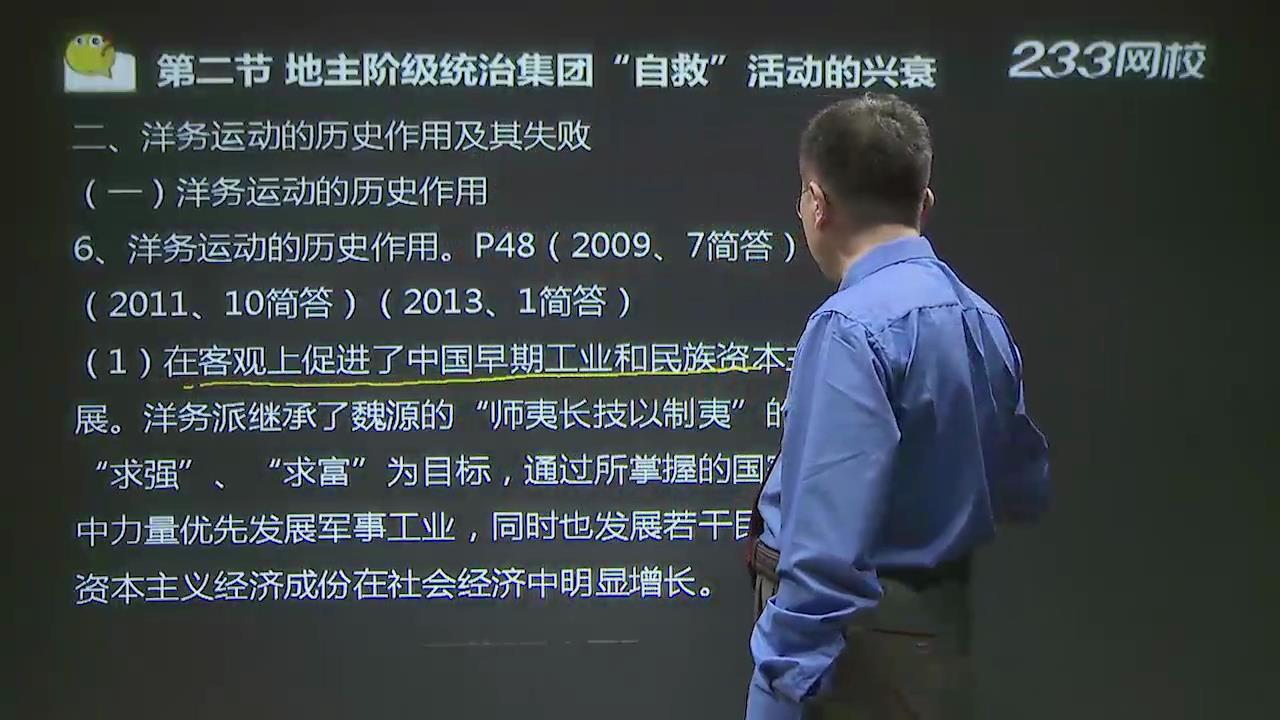 第二节 地主阶级统治集团“自救”活动的兴衰
233网校
二、洋务运动的历史作用及其失败
（一）洋务运动的历史作用
6、洋务运动的历史作用。P48（2009、7简答）
（2011、10简答）（2013、1简答）
（1）在客观上促进了中国早期工业和民族资本
展。洋务派继承了魏源的“师夷长技以制夷”的
“求强”、“求富”为目标，通过所掌握的国
中力量优先发展军事工业，同时也发展若干
资本主义经济成份在社会经济中明显增长。